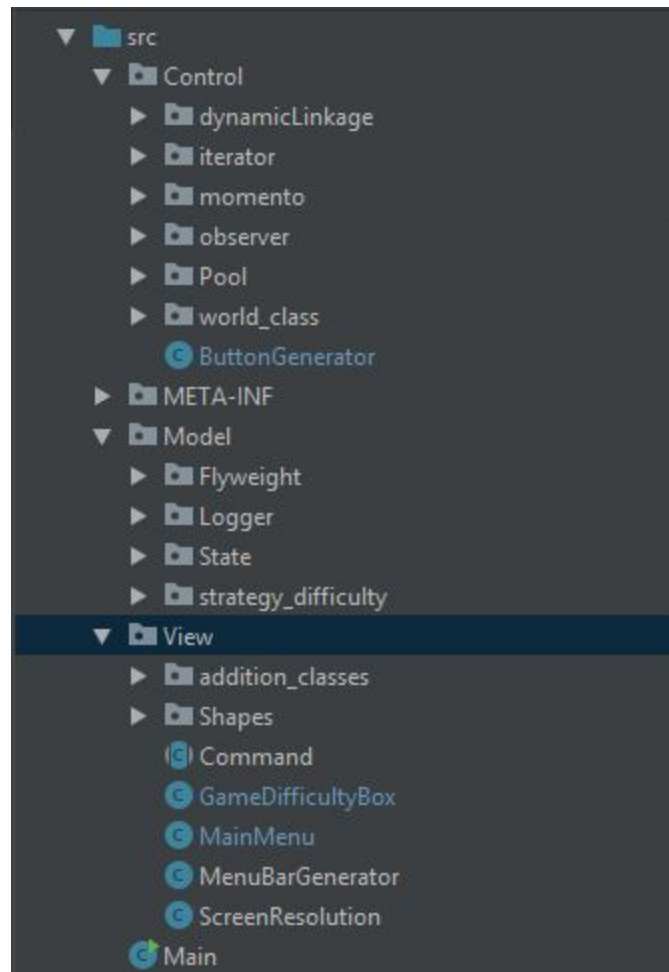 src
Control
dynamicLinkage
iterator
momento
observer
Pool
world_class
ButtonGenerator
META-INF
Model
Flyweight
Logger
State
strategy_difficulty
View
addition_classes
Shapes
Command
GameDifficultyBox
MainMenu
MenuBarGenerator
ScreenResolution
Main